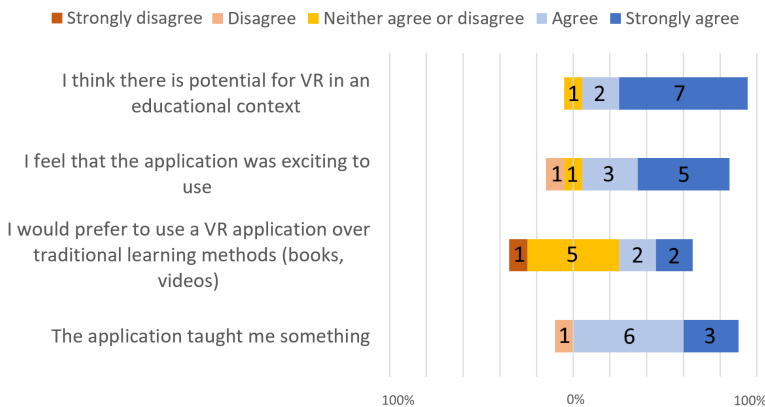 Strongly disagree Disagree Neither agree or disagree Agree Strongly agree
I think there is potential for VR in an
educational context
1 2 7
I feel that the application was exciting to
use
1 1 3 5
I would prefer to use a VR application over
traditional learning methods (books,
videos)
1 5 2 2
The application taught me something
1 6 3
100% 0% 100%